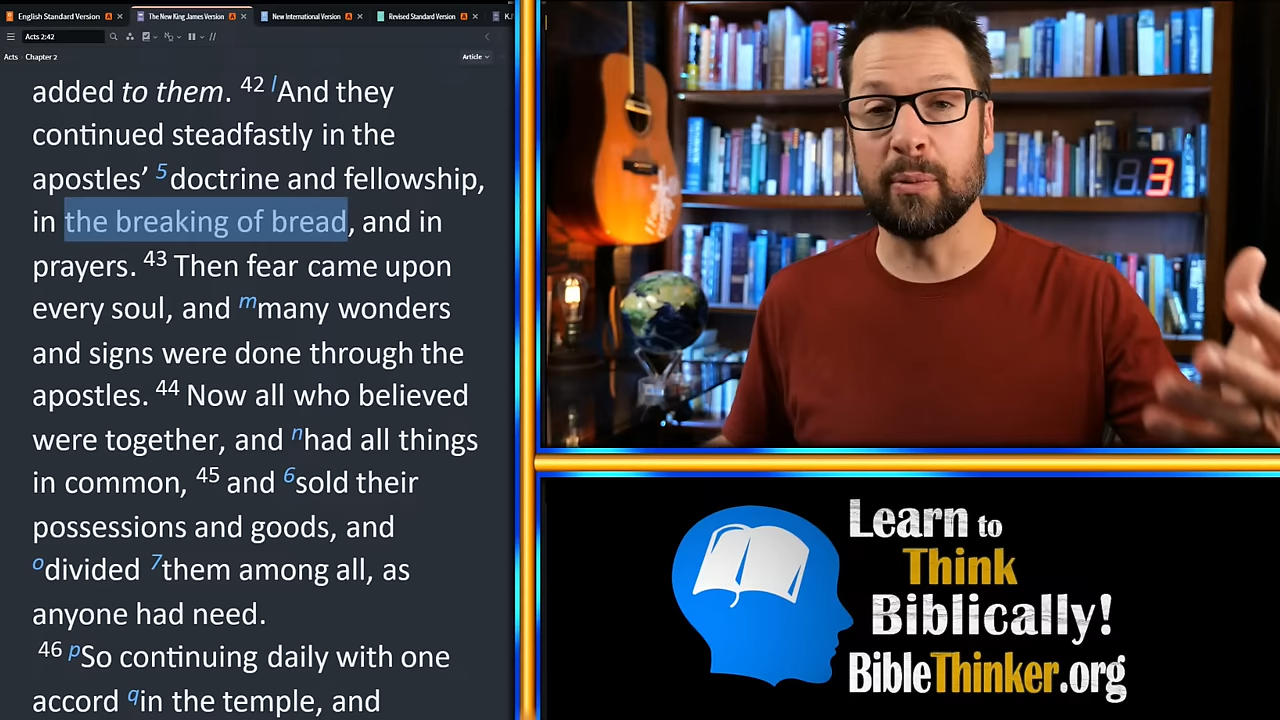 English Standard Version A ×
The New King James Version A ×
New International Version A ×
Revised Standard Version A ×
KJ
Acts 2:42
Acts Chapter 2
Article
added to them. 42 l And they
continued steadfastly in the
apostles’ 5 doctrine and fellowship,
in the breaking of bread, and in
prayers. 43 Then fear came upon
every soul, and m many wonders
and signs were done through the
apostles. 44 Now all who believed
were together, and n had all things
in common, 45 and 6 sold their
possessions and goods, and
o divided 7 them among all, as
anyone had need.
46 p So continuing daily with one
accord q in the temple, and
3
Learn to
Think
Biblically!
BibleThinker.org